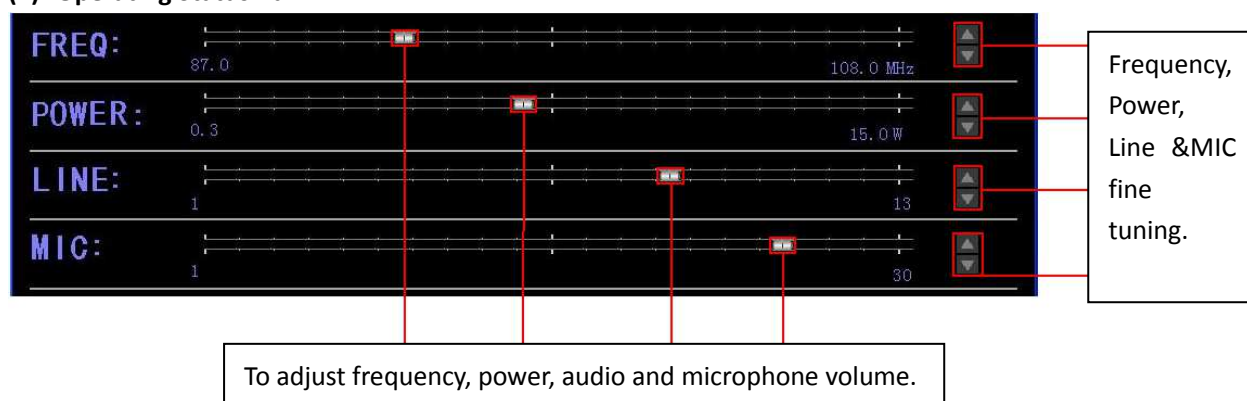 FREQ:
87.0 108.0 MHz
POWER:
0.3 15.0W
LINE:
1 13
MIC:
1 30
Frequency,
Power,
Line &MIC
fine
tuning.
To adjust frequency, power, audio and microphone volume.